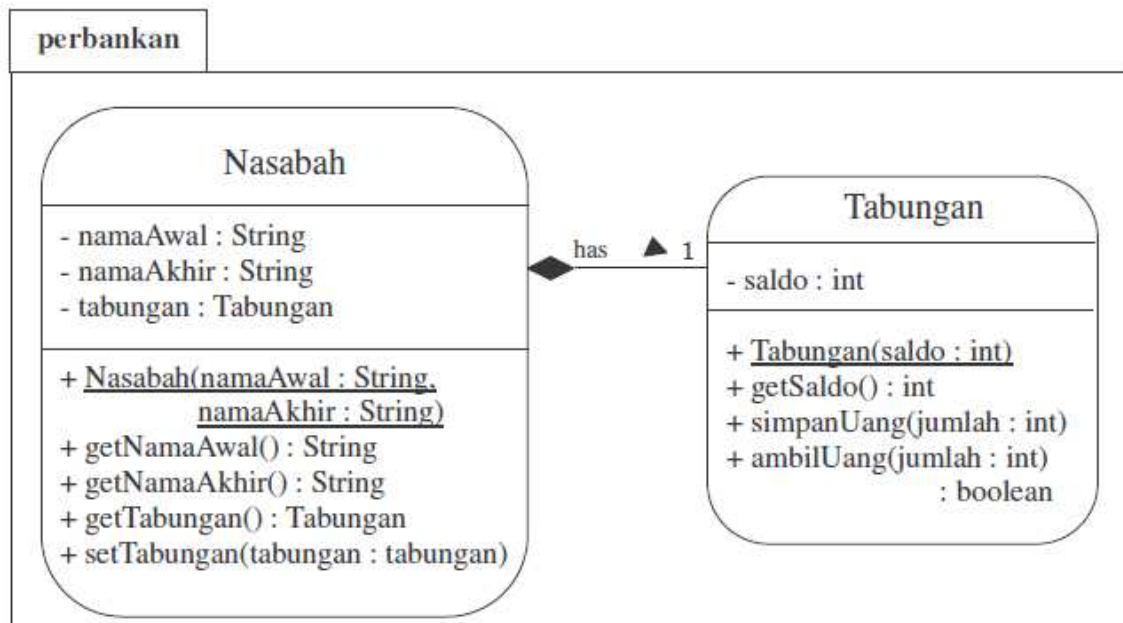 perbankan
Nasabah
- namaAwal : String
- namaAkhir : String
- tabungan : Tabungan
+ Nasabah(namaAwal : String,
namaAkhir : String)
+ getNamaAwal() : String
+ getNamaAkhir() : String
+ getTabungan() : Tabungan
+ setTabungan(tabungan : tabungan)
has
1
Tabungan
- saldo : int
+ Tabungan(saldo : int)
+ getSaldo() : int
+ simpanUang(jumlah : int)
+ ambilUang(jumlah : int)
: boolean